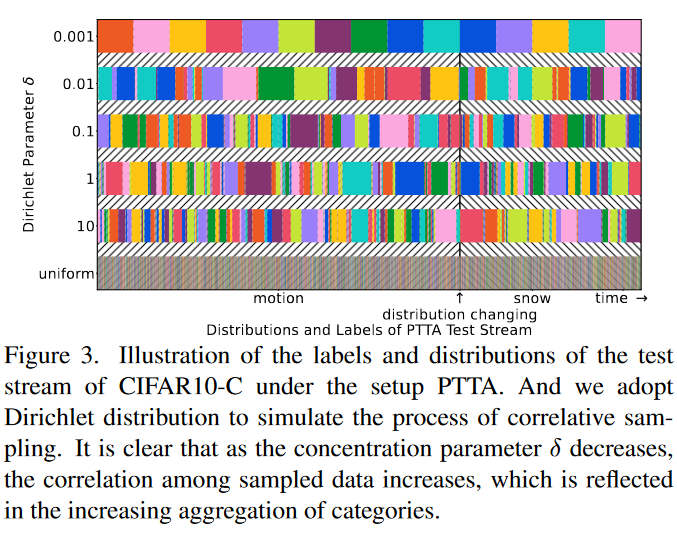 Dirichlet Parameter δ
0.001
0.01
0.1
1
10
uniform
motion ↑ snow time →
distribution changing
Distributions and Labels of PTTA Test Stream
Figure 3. Illustration of the labels and distributions of the test
stream of CIFAR10-C under the setup PTTA. And we adopt
Dirichlet distribution to simulate the process of correlative sam-
pling. It is clear that as the concentration parameter δ decreases,
the correlation among sampled data increases, which is reflected
in the increasing aggregation of categories.